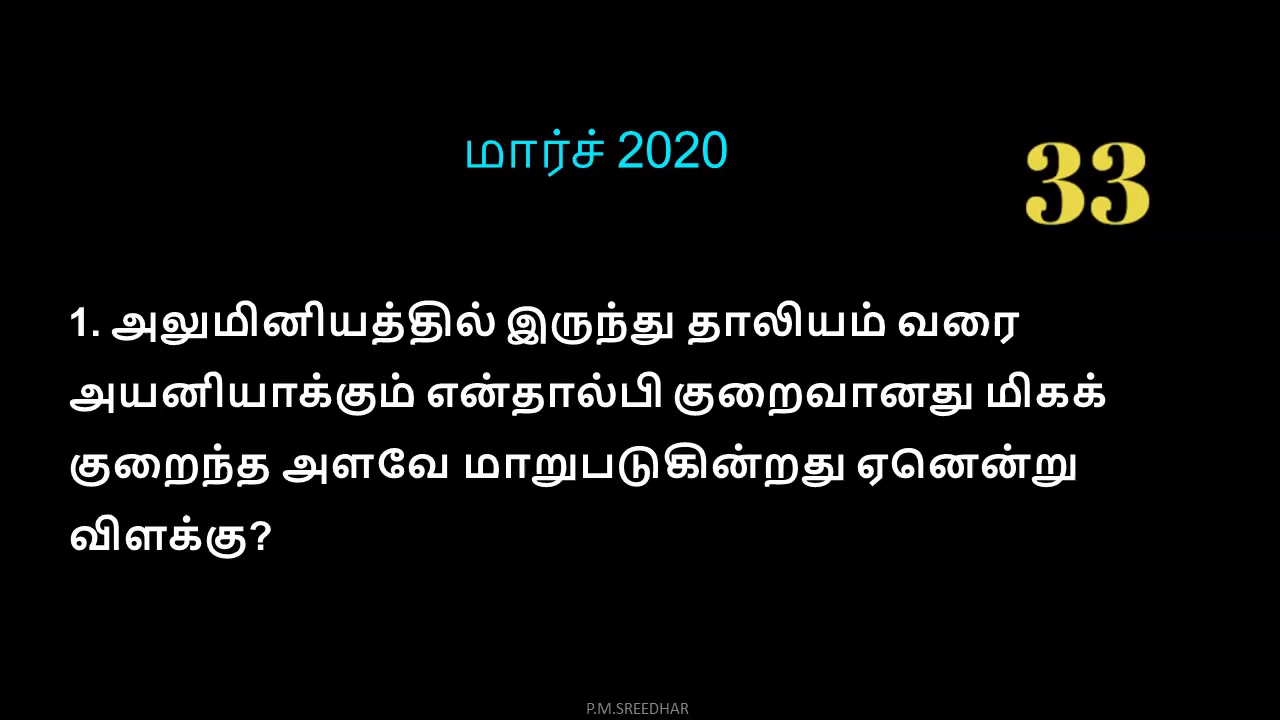 மார்ச் 2020
33
1. அலுமினியத்தில் இருந்து தாலியம் வரை
அயனியாக்கும் என்தால்பி குறைவானது மிகக்
குறைந்த அளவே மாறுபடுகின்றது ஏனென்று
விளக்கு?
P.M.SREEDHAR